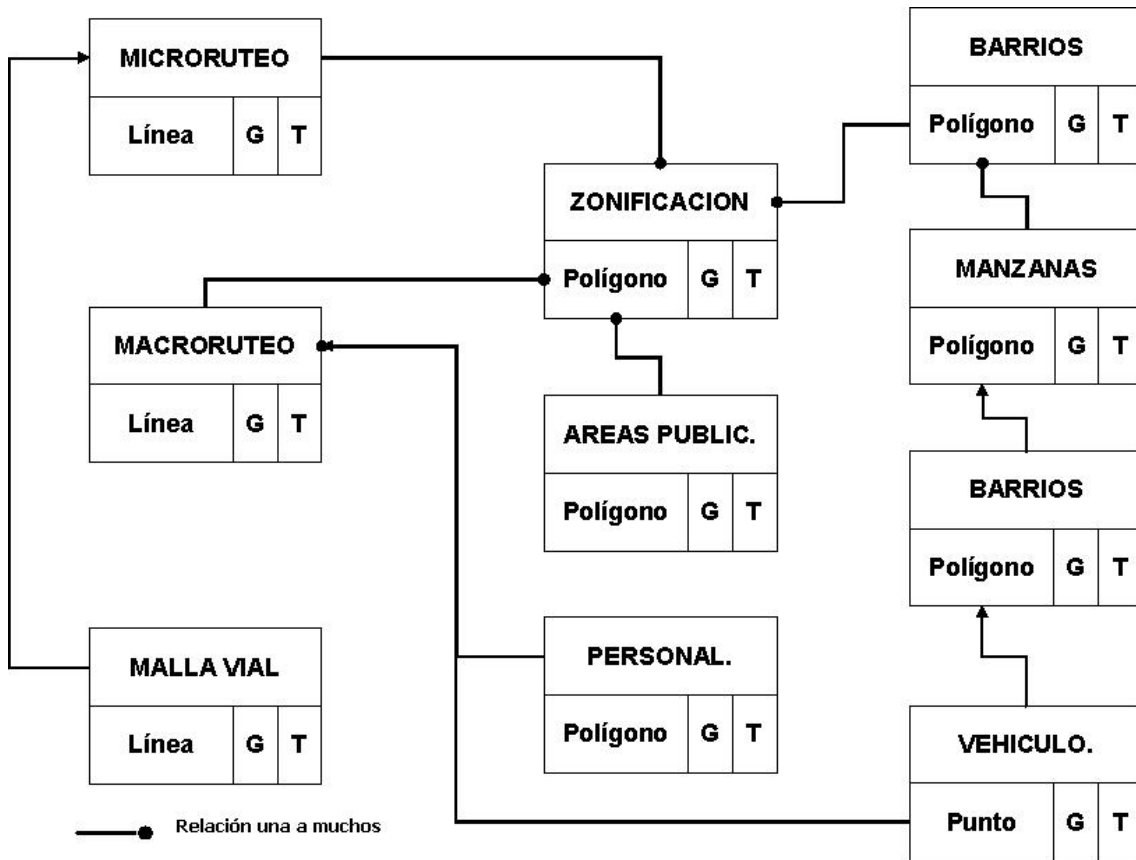 MICRORUTEO
Línea G T
BARRIOS
Polígono G T
ZONIFICACION
Polígono G T
MANZANAS
Polígono G T
MACRORUTEO
Línea G T
AREAS PUBLIC.
Polígono G T
BARRIOS
Polígono G T
MALLA VIAL
Línea G T
PERSONAL.
Polígono G T
VEHICULO.
Punto G T
Relación una a muchos